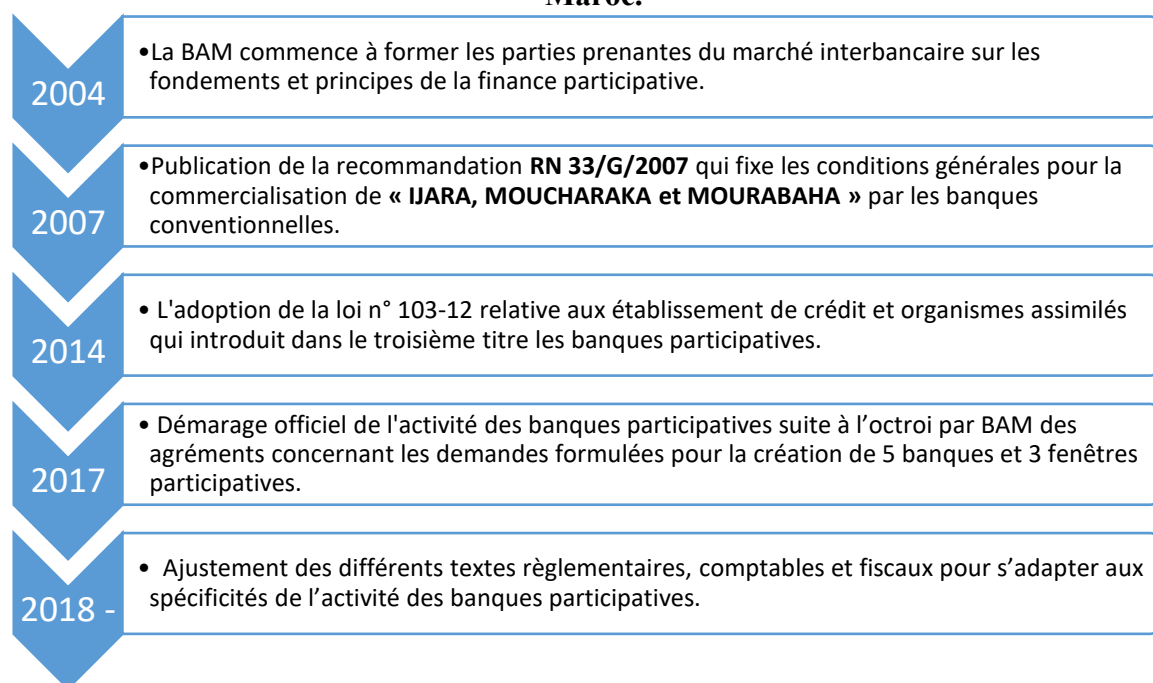 Maroc.
2004
•La BAM commence à former les parties prenantes du marché interbancaire sur les
fondements et principes de la finance participative.
2007
•Publication de la recommandation RN 33/G/2007 qui fixe les conditions générales pour la
commercialisation de « IJARA, MOUCHARAKA et MOURABAHA » par les banques
conventionnelles.
2014
• L'adoption de la loi n° 103-12 relative aux établissement de crédit et organismes assimilés
qui introduit dans le troisième titre les banques participatives.
2017
• Démarage officiel de l'activité des banques participatives suite à l’octroi par BAM des
agréments concernant les demandes formulées pour la création de 5 banques et 3 fenêtres
participatives.
2018 -
• Ajustement des différents textes règlementaires, comptables et fiscaux pour s’adapter aux
spécificités de l’activité des banques participatives.